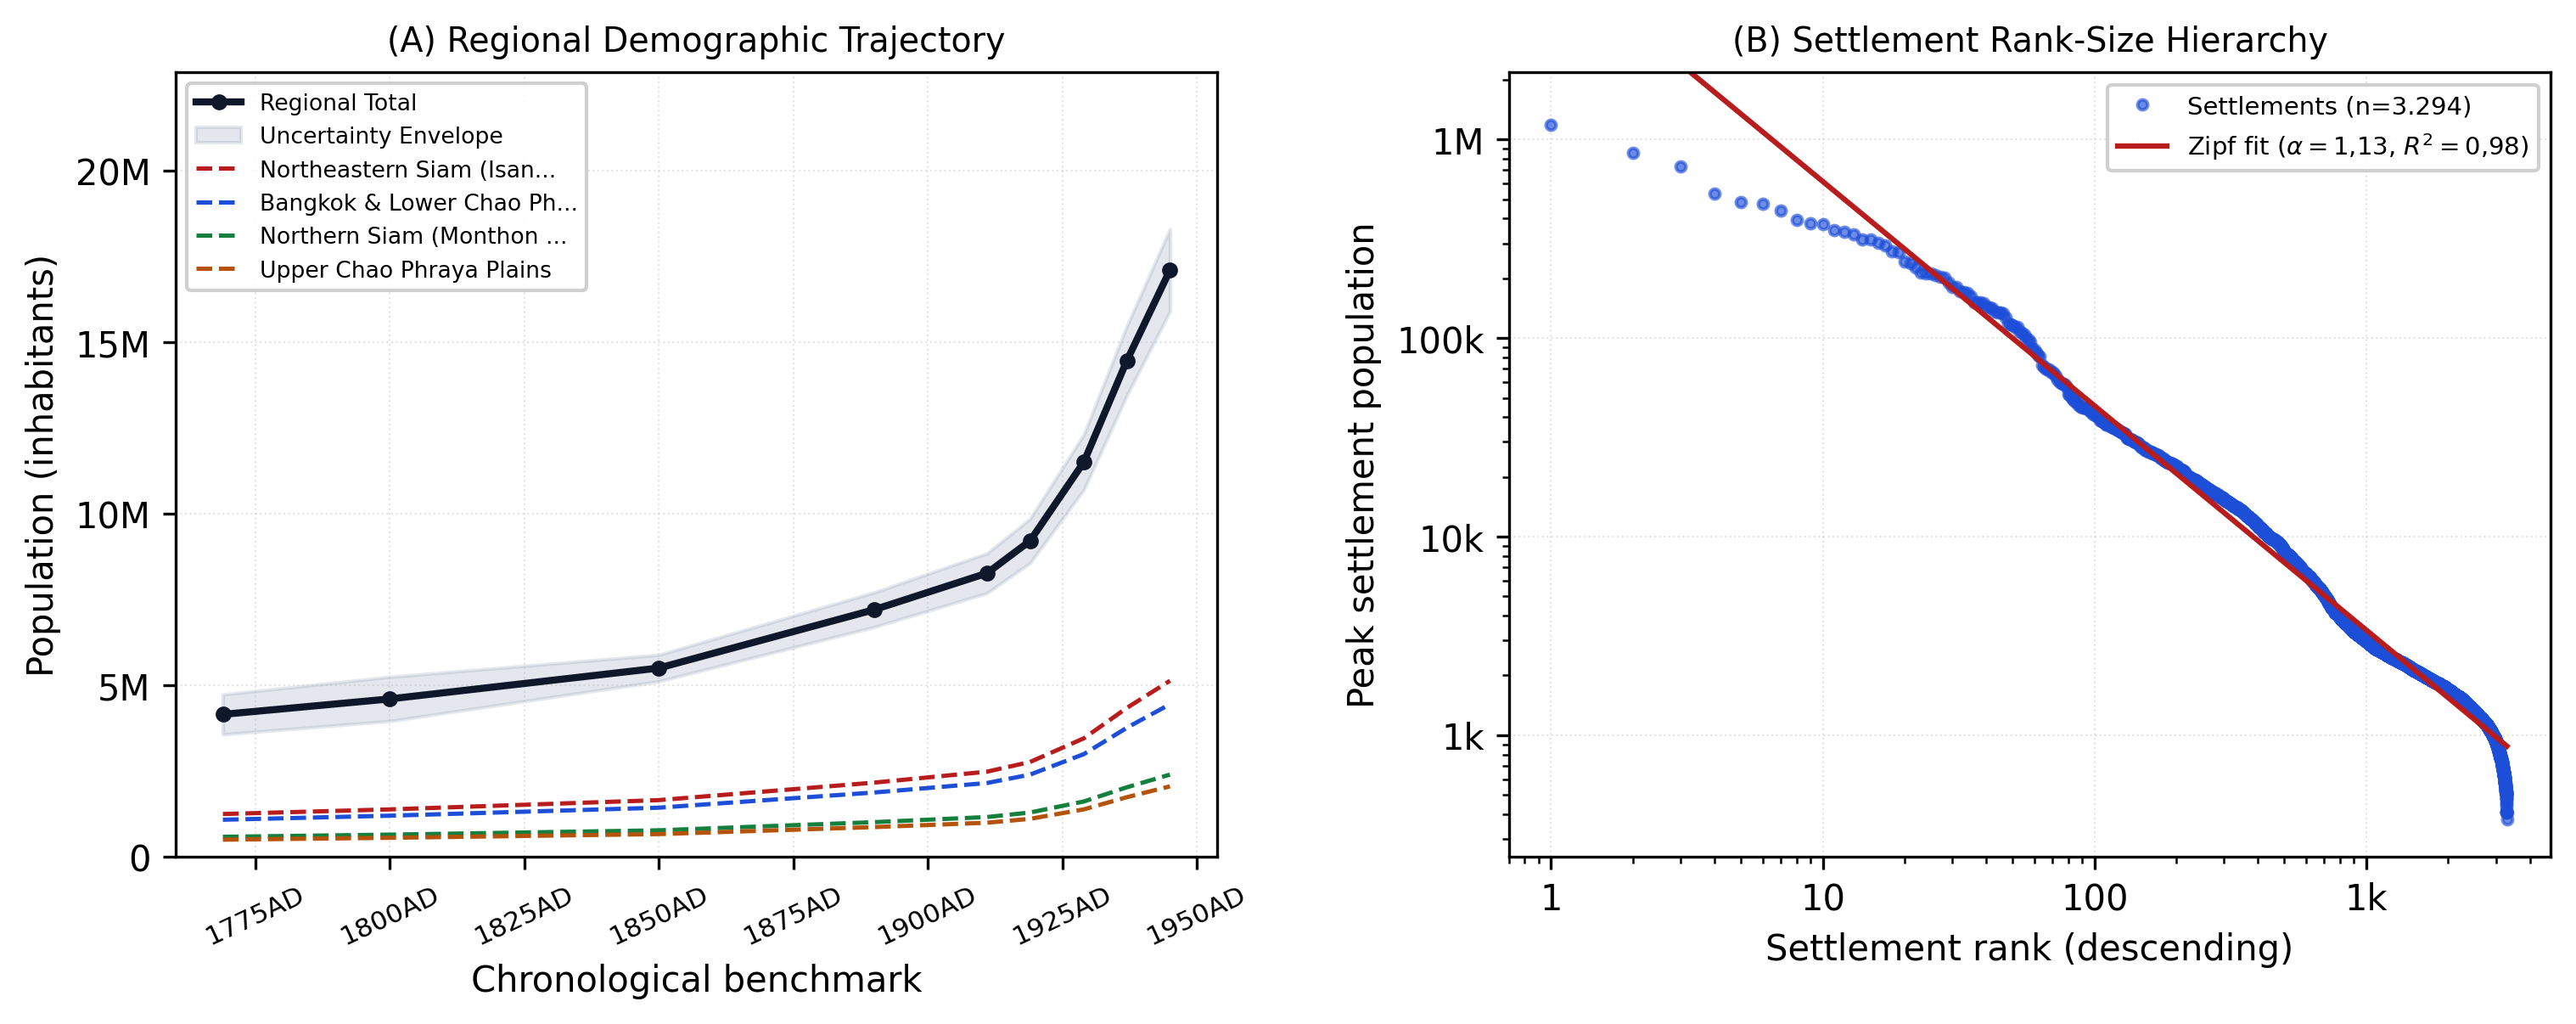 (A) Regional Demographic Trajectory
Population (inhabitants)
20M
15M
10M
5M
0
Regional Total
Uncertainty Envelope
Northeastern Siam (Isan...
Bangkok & Lower Chao Ph...
Northern Siam (Monthon ...
Upper Chao Phraya Plains
1775AD
1800AD
1825AD
1850AD
1875AD
1900AD
1925AD
1950AD
Chronological benchmark
(B) Settlement Rank-Size Hierarchy
Peak settlement population
1M
100k
10k
1k
Settlements (n=3.294)
Zipf fit (α = 1,13, R² = 0,98)
1
10
100
1k
Settlement rank (descending)